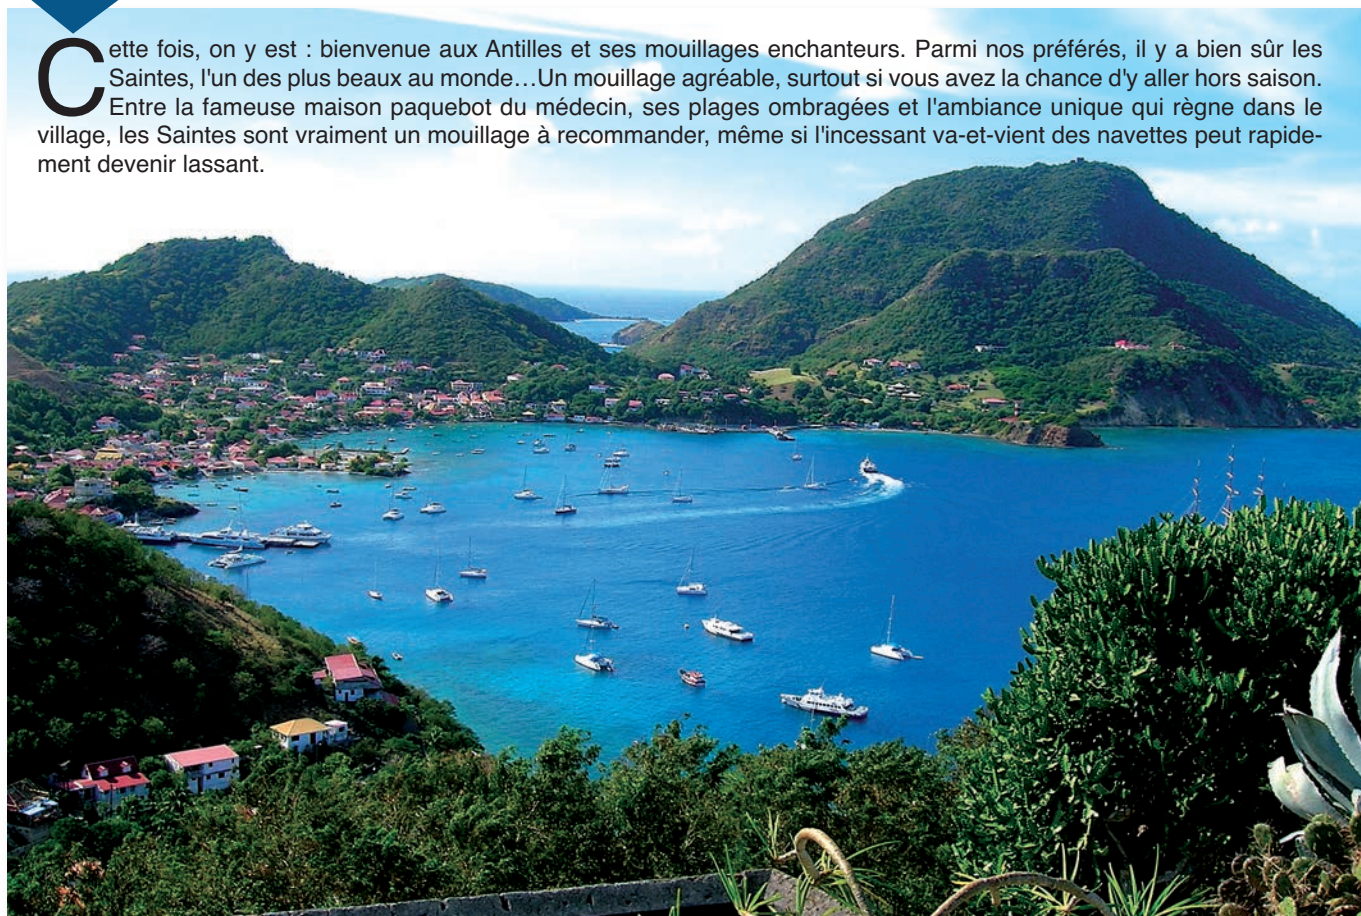 Cette fois, on y est : bienvenue aux Antilles et ses mouillages enchanteurs. Parmi nos préférés, il y a bien sûr les
Saintes, l'un des plus beaux au monde…Un mouillage agréable, surtout si vous avez la chance d'y aller hors saison.
Entre la fameuse maison paquebot du médecin, ses plages ombragées et l'ambiance unique qui règne dans le
village, les Saintes sont vraiment un mouillage à recommander, même si l'incessant va-et-vient des navettes peut rapide-
ment devenir lassant.